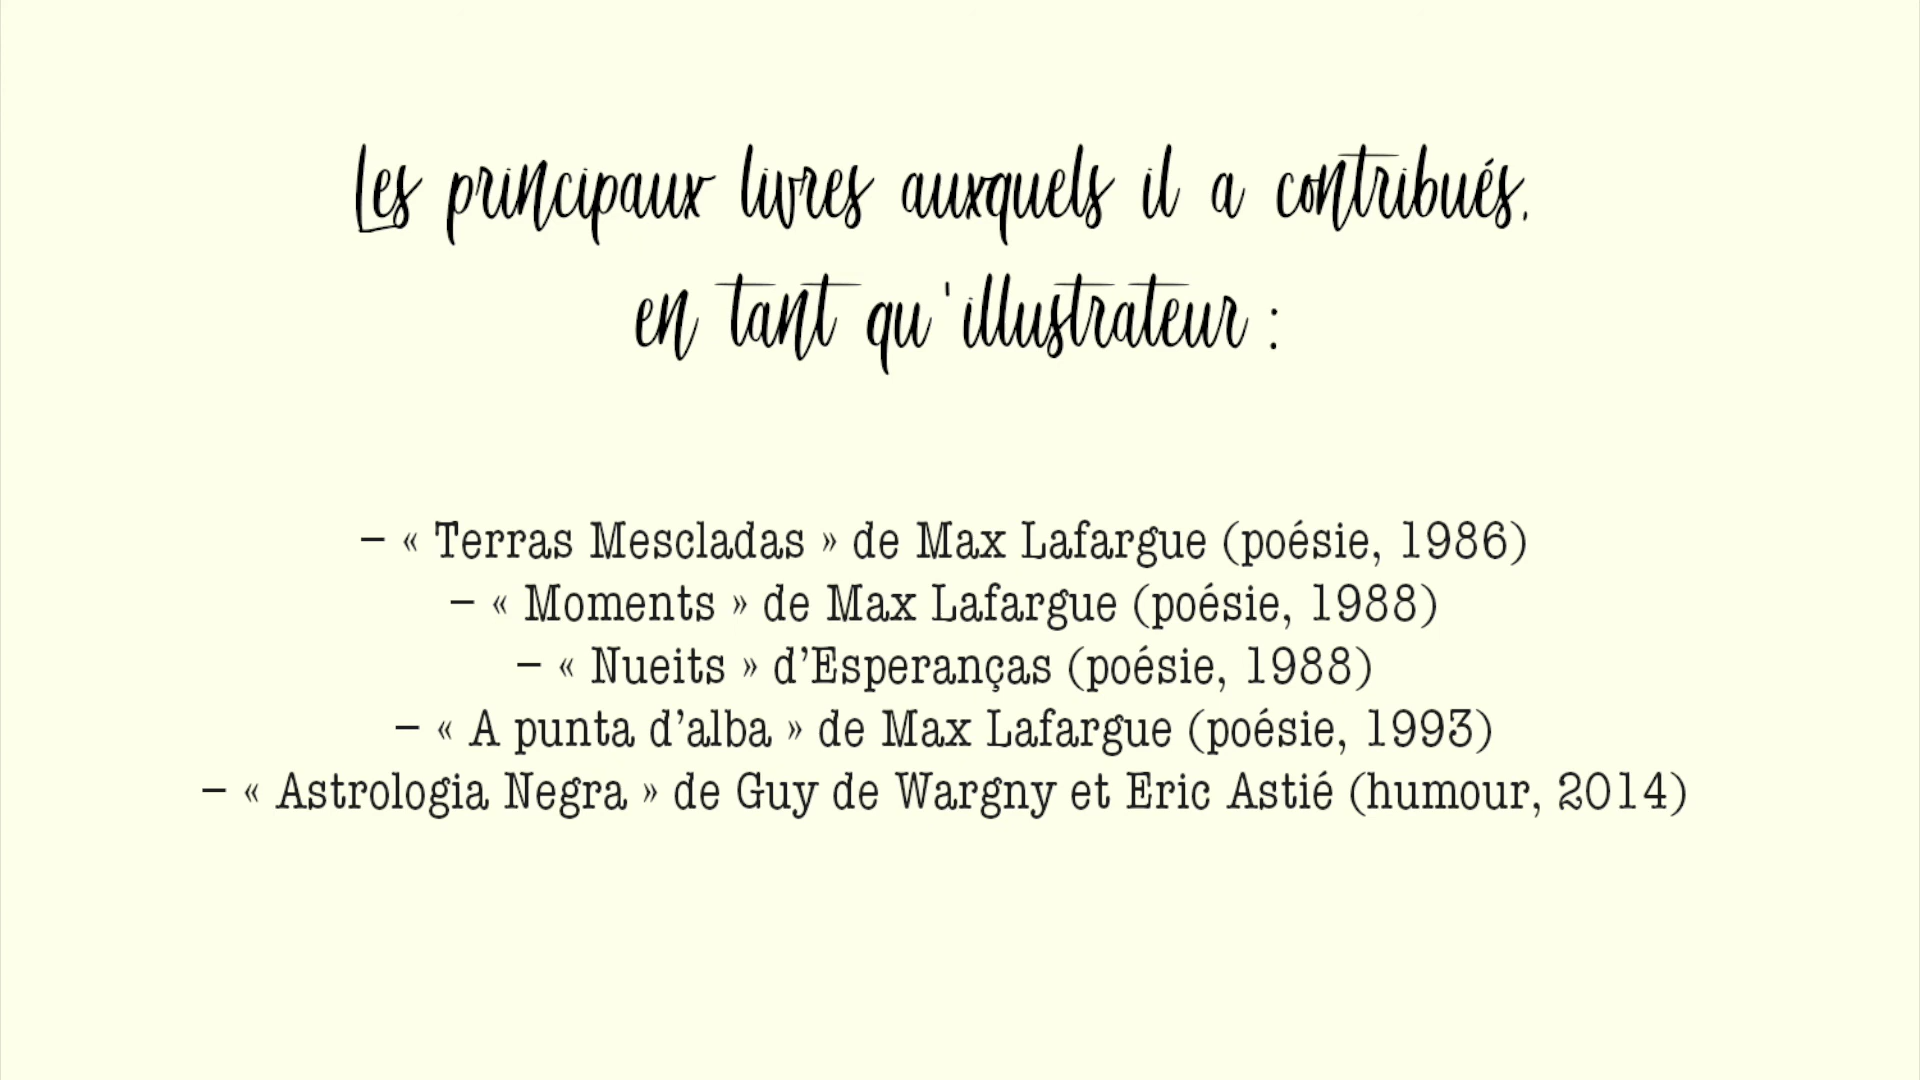 Les principaux livres auxquels il a contribués,
en tant qu'illustrateur :
– « Terras Mescladas » de Max Lafargue (poésie, 1986)
– « Moments » de Max Lafargue (poésie, 1988)
– « Nueits » d’Esperanças (poésie, 1988)
– « A punta d’alba » de Max Lafargue (poésie, 1993)
– « Astrologia Negra » de Guy de Wargny et Eric Astié (humour, 2014)